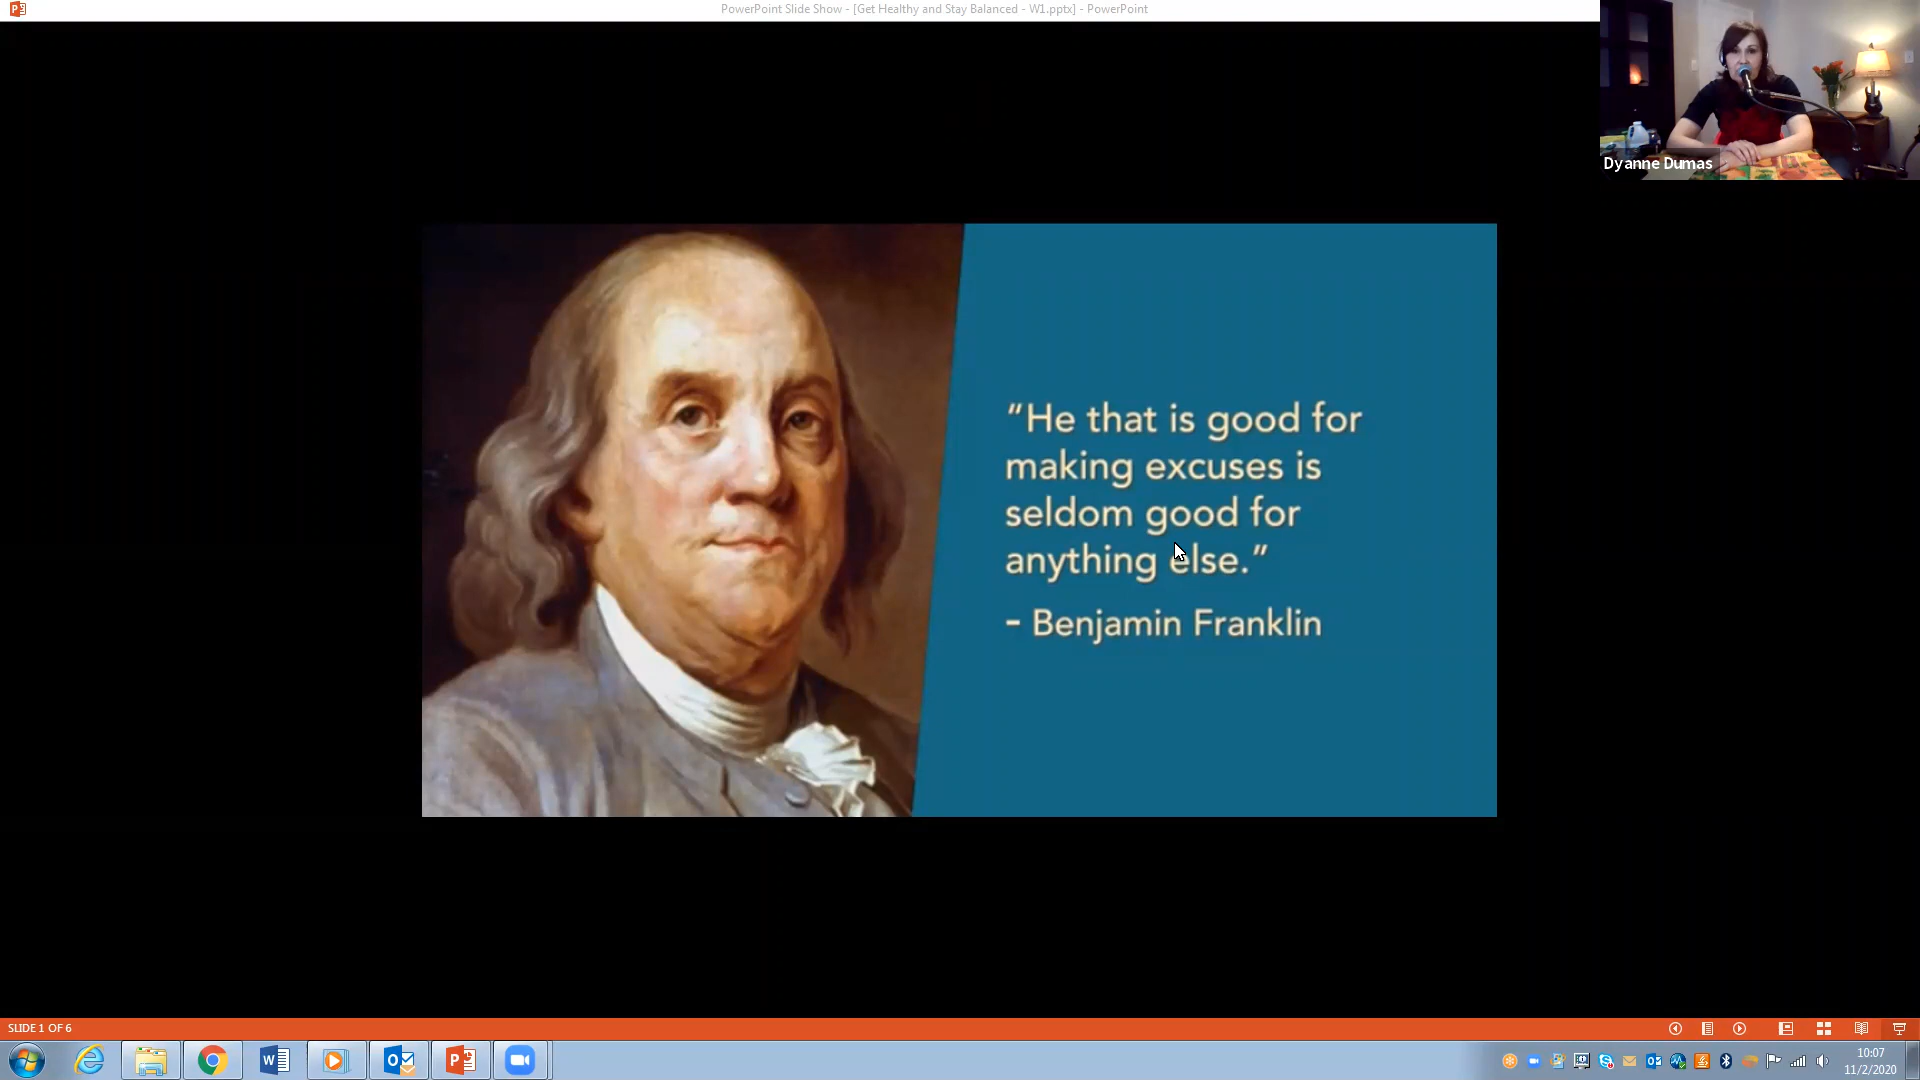 PowerPoint Slide Show - [Get Healthy and Stay Balanced - W1.pptx] - PowerPoint
Dyanne Dumas
“He that is good for
making excuses is
seldom good for
anything else.”
- Benjamin Franklin
SLIDE 1 OF 6
10:07
11/2/2020